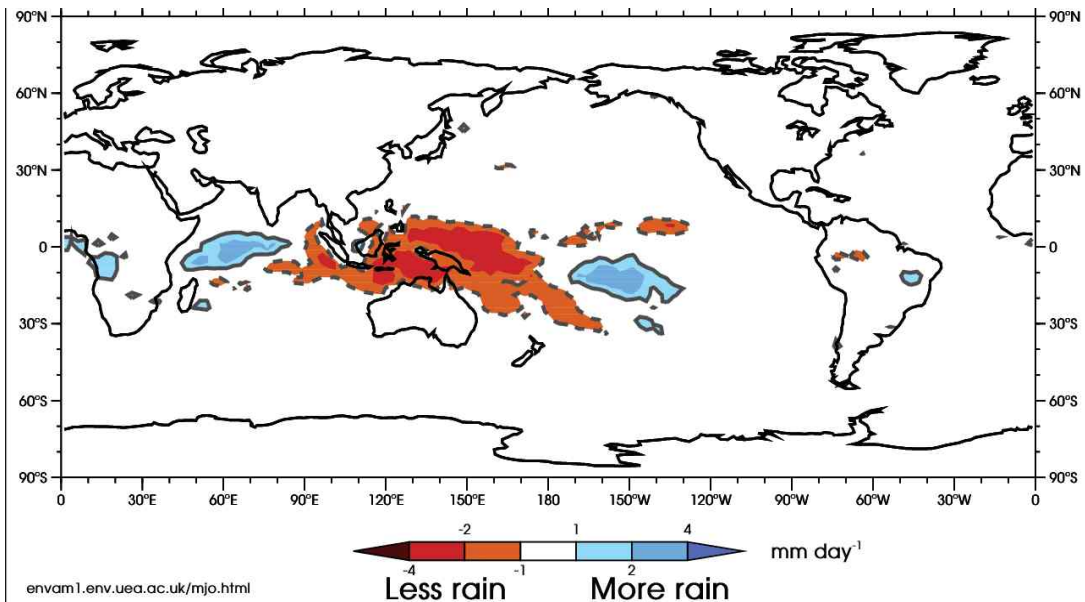 90°N 90°N
60°N 60°N
30°N 30°N
0 0
30°S 30°S
60°S 60°S
90°S 90°S
0 30°E 60°E 90°E 120°E 150°E 180 150°W 120°W 90°W 60°W 30°W 0
-2 1 4
mm day-1
-4 -1 2
Less rain More rain
envam1.env.uea.ac.uk/mjo.html